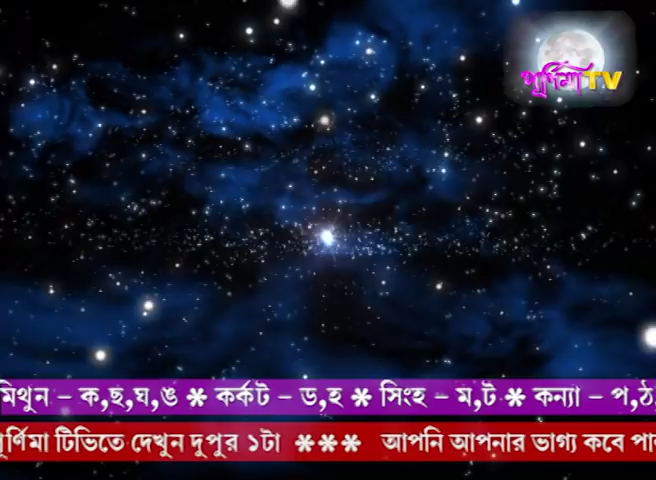 পূর্ণিমা TV
মিথুন – ক,ছ,ঘ,ঙ * কর্কট – ড,হ * সিংহ – ম,ট * কন্যা – প,ঠ,
পূর্ণিমা টিভিতে দেখুন দুপুর ১টা *** আপনি আপনার ভাগ্য কবে